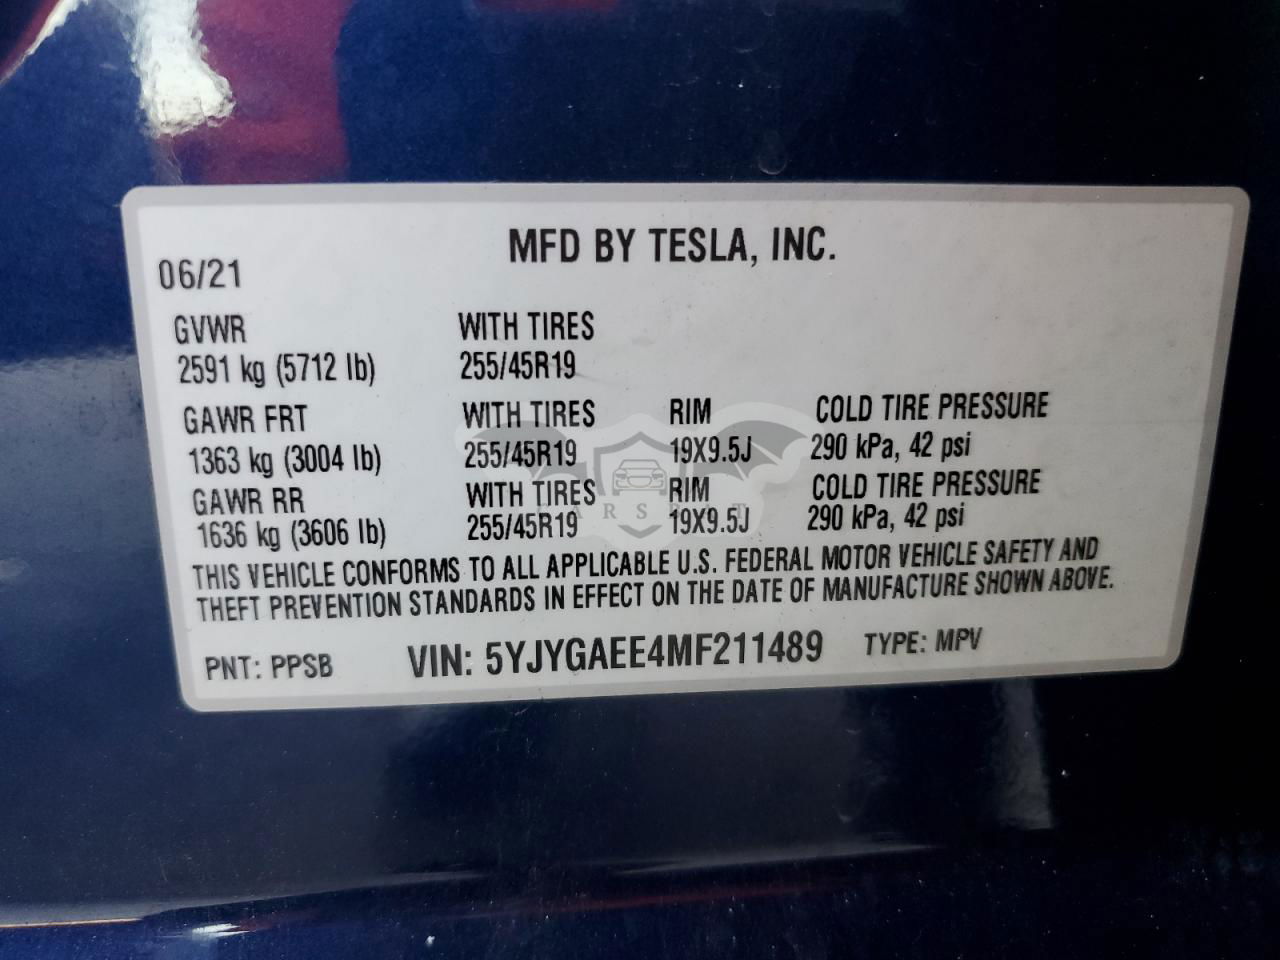 MFD BY TESLA, INC.
06/21
GVWR WITH TIRES
2591 kg (5712 lb) 255/45R19
GAWR FRT WITH TIRES RIM COLD TIRE PRESSURE
1363 kg (3004 lb) 255/45R19 19X9.5J 290 kPa, 42 psi
GAWR RR WITH TIRES RIM COLD TIRE PRESSURE
CARSBAT
1636 kg (3606 lb) 255/45R19 19X9.5J 290 kPa, 42 psi
THIS VEHICLE CONFORMS TO ALL APPLICABLE U.S. FEDERAL MOTOR VEHICLE SAFETY AND
THEFT PREVENTION STANDARDS IN EFFECT ON THE DATE OF MANUFACTURE SHOWN ABOVE.
PNT: PPSB VIN: 5YJYGAEE4MF211489 TYPE: MPV